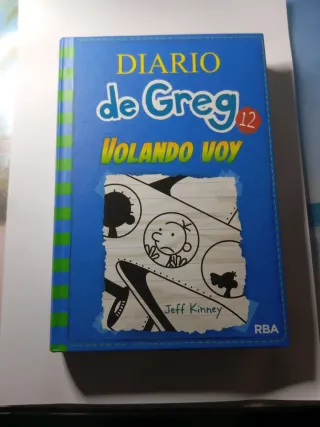 DIARIO
de Greg 12
VOLANDO VOY
Jeff Kinney
RBA